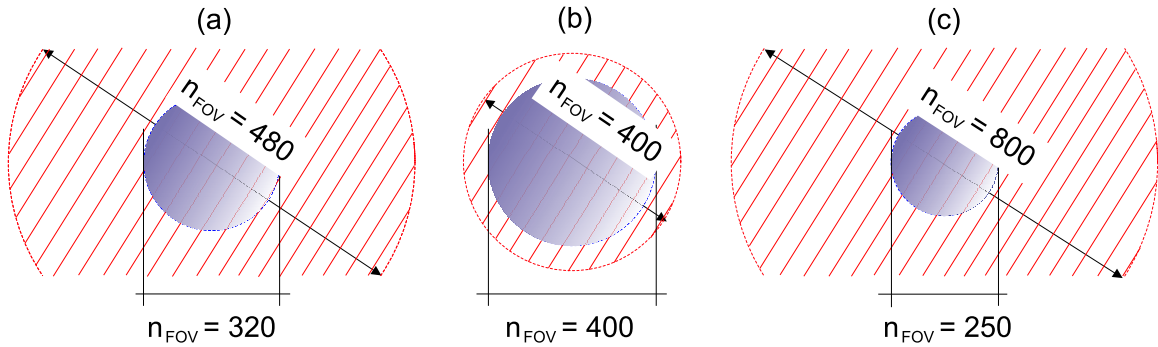 (a)
(b)
(c)
nFOV = 480
nFOV = 400
nFOV = 800
nFOV = 320
nFOV = 400
nFOV = 250